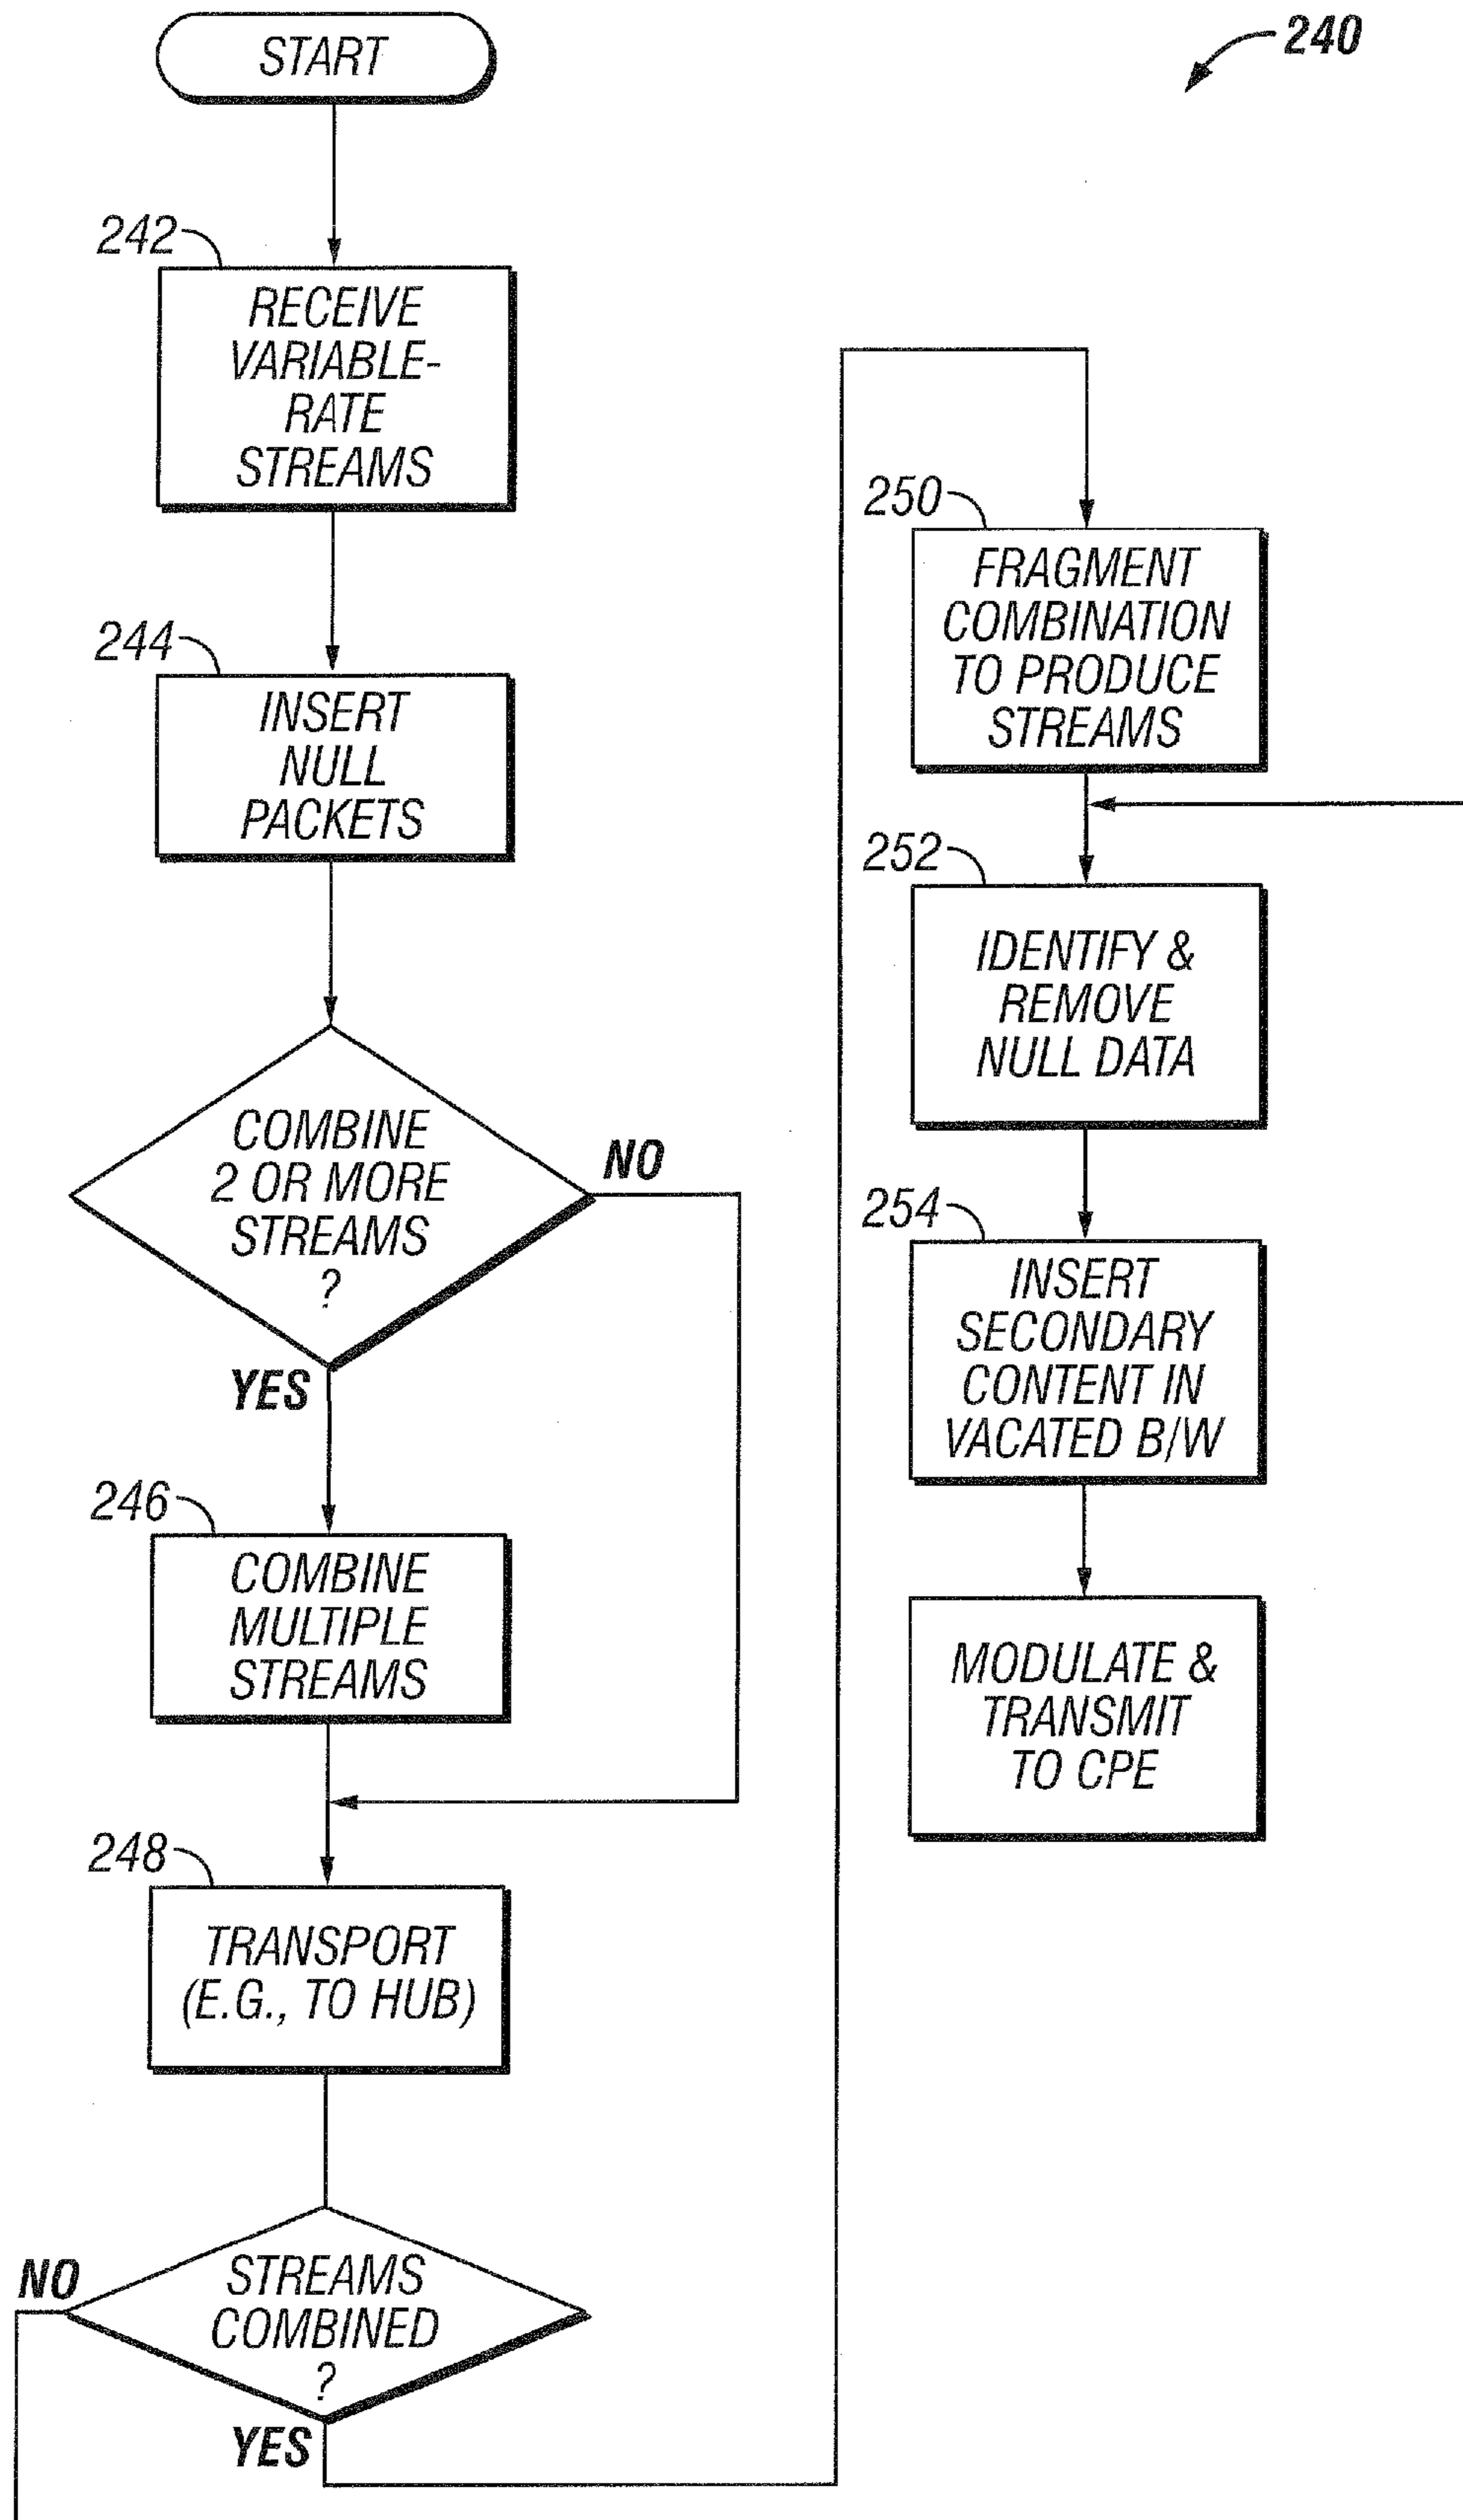 START
240
242
RECEIVE
VARIABLE-
RATE
STREAMS
244
INSERT
NULL
PACKETS
COMBINE
2 OR MORE
STREAMS
?
NO
YES
246
COMBINE
MULTIPLE
STREAMS
248
TRANSPORT
(E.G., TO HUB)
STREAMS
COMBINED
?
NO
YES
250
FRAGMENT
COMBINATION
TO PRODUCE
STREAMS
252
IDENTIFY &
REMOVE
NULL DATA
254
INSERT
SECONDARY
CONTENT IN
VACATED B/W
MODULATE &
TRANSMIT
TO CPE